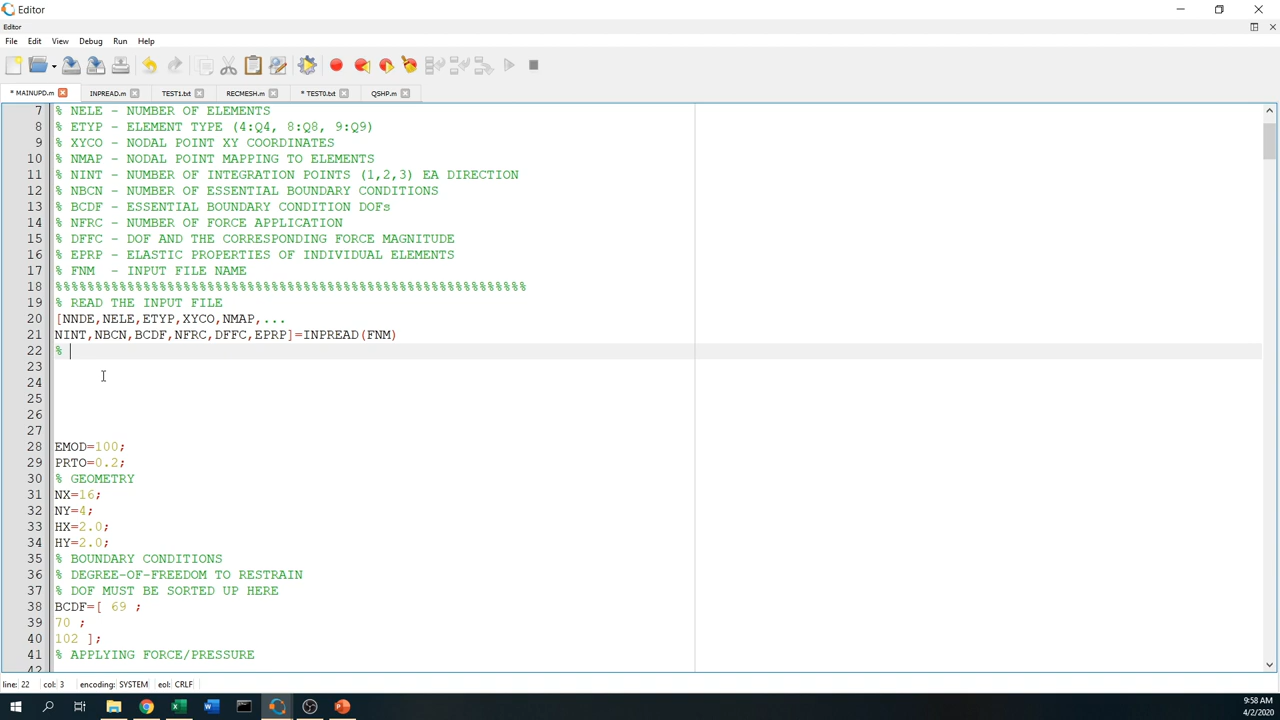 Editor
Editor
File Edit View Debug Run Help
* MAINUPD.m INPREAD.m TEST1.txt RECMESH.m * TEST0.txt QSHP.m
7 % NELE - NUMBER OF ELEMENTS
8 % ETYP - ELEMENT TYPE (4:Q4, 8:Q8, 9:Q9)
9 % XYCO - NODAL POINT XY COORDINATES
10 % NMAP - NODAL POINT MAPPING TO ELEMENTS
11 % NINT - NUMBER OF INTEGRATION POINTS (1,2,3) EA DIRECTION
12 % NBCN - NUMBER OF ESSENTIAL BOUNDARY CONDITIONS
13 % BCDF - ESSENTIAL BOUNDARY CONDITION DOFs
14 % NFRC - NUMBER OF FORCE APPLICATION
15 % DFFC - DOF AND THE CORRESPONDING FORCE MAGNITUDE
16 % EPRP - ELASTIC PROPERTIES OF INDIVIDUAL ELEMENTS
17 % FNM - INPUT FILE NAME
18 %%%%%%%%%%%%%%%%%%%%%%%%%%%%%%%%%%%%%%%%%%%%%%%%%%%%%%%%%%%
19 % READ THE INPUT FILE
20 [NNDE,NELE,ETYP,XYCO,NMAP,...
21 NINT,NBCN,BCDF,NFRC,DFFC,EPRP]=INPREAD(FNM)
22 %
23
24
25
26
27
28 EMOD=100;
29 PRTO=0.2;
30 % GEOMETRY
31 NX=16;
32 NY=4;
33 HX=2.0;
34 HY=2.0;
35 % BOUNDARY CONDITIONS
36 % DEGREE-OF-FREEDOM TO RESTRAIN
37 % DOF MUST BE SORTED UP HERE
38 BCDF=[ 69 ;
39 70 ;
40 102 ];
41 % APPLYING FORCE/PRESSURE
42
line: 22 col: 3 encoding: SYSTEM eol: CRLF
9:58 AM
4/2/2020